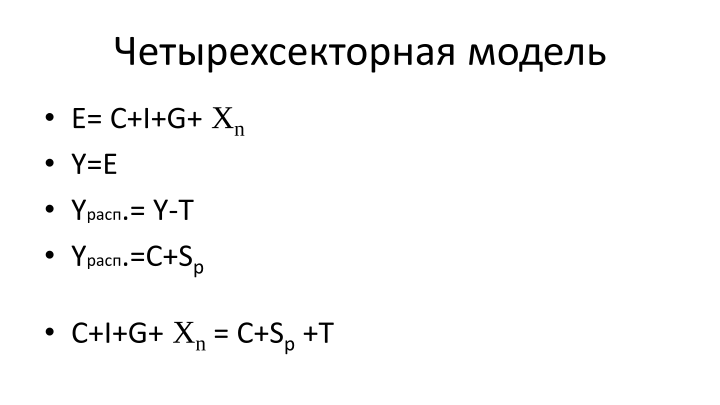 Четырехсекторная модель
• E= C+I+G+ Xn
• Y=E
• Yрасп.= Y-T
• Yрасп.=C+Sp
• C+I+G+ Xn = C+Sp +T